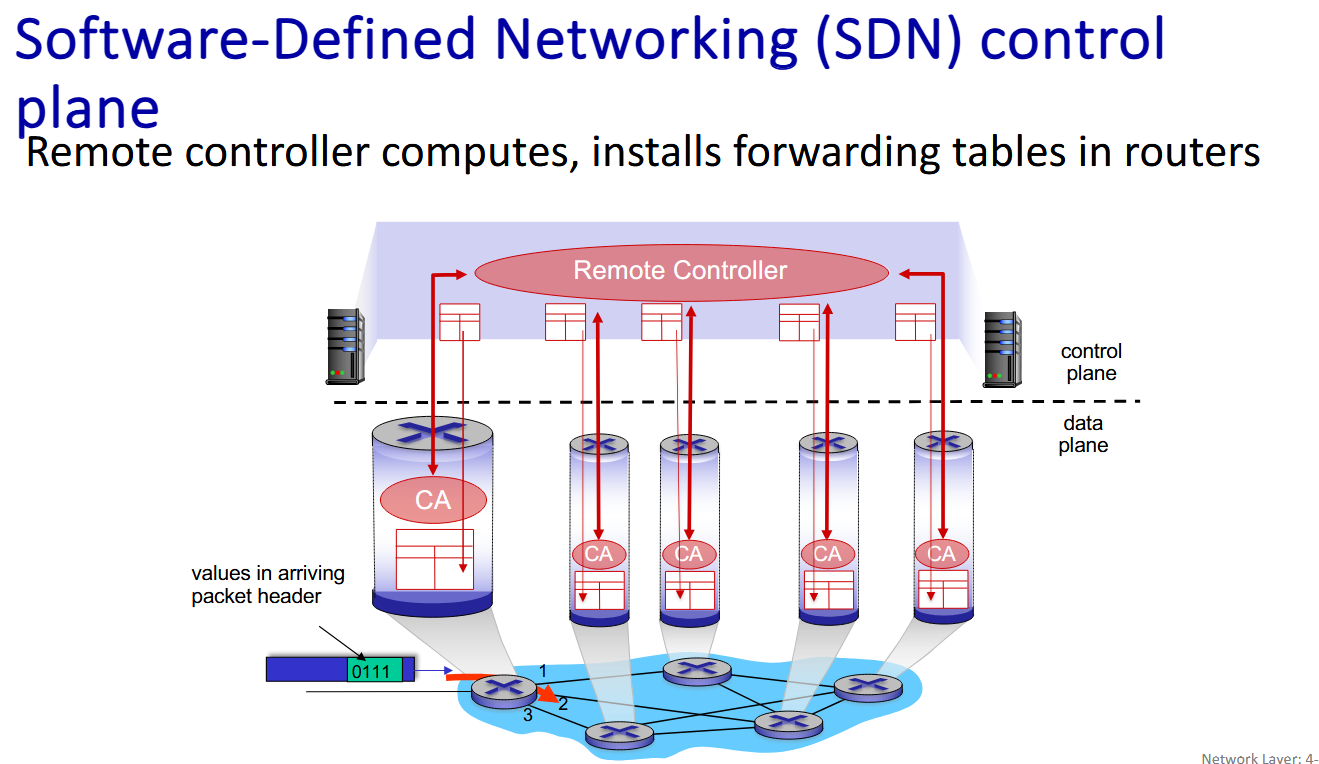 Software-Defined Networking (SDN) control
plane
Remote controller computes, installs forwarding tables in routers
Remote Controller
control
plane
data
plane
CA
CA
CA
CA
CA
values in arriving
packet header
0111
1
2
3
Network Layer: 4-